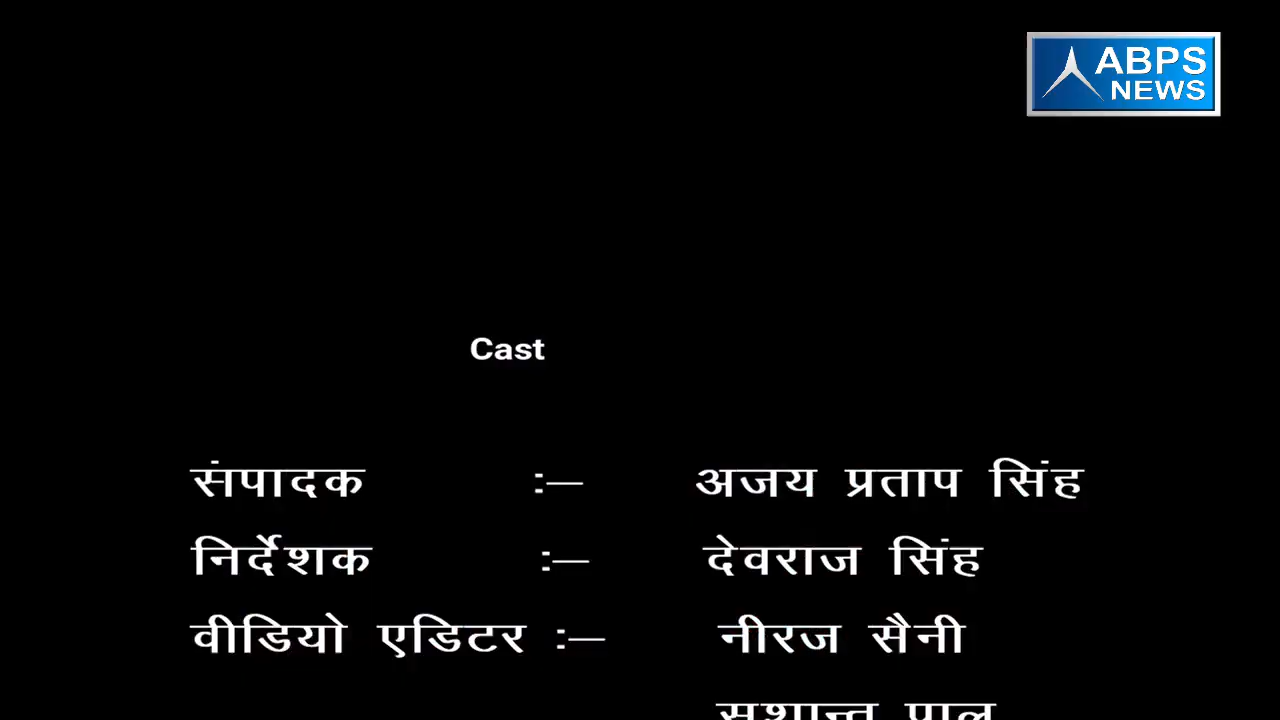 ABPS
NEWS
Cast
संपादक :— अजय प्रताप सिंह
निर्देशक :— देवराज सिंह
वीडियो एडिटर :— नीरज सैनी
पाल